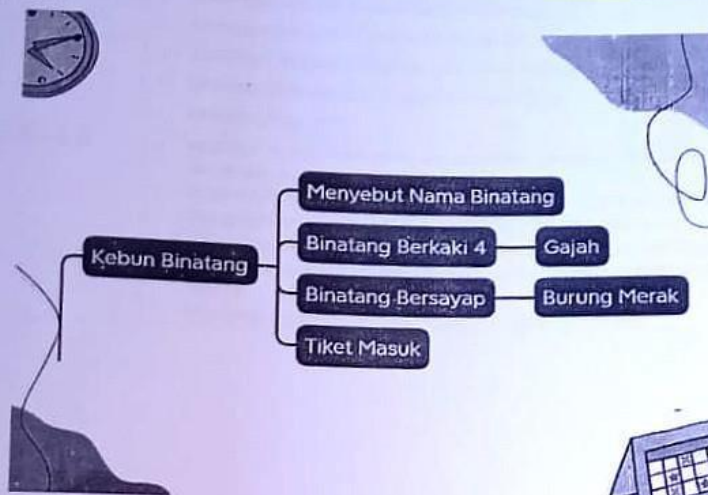 Kebun Binatang
Menyebut Nama Binatang
Binatang Berkaki 4
Gajah
Binatang Bersayap
Burung Merak
Tiket Masuk